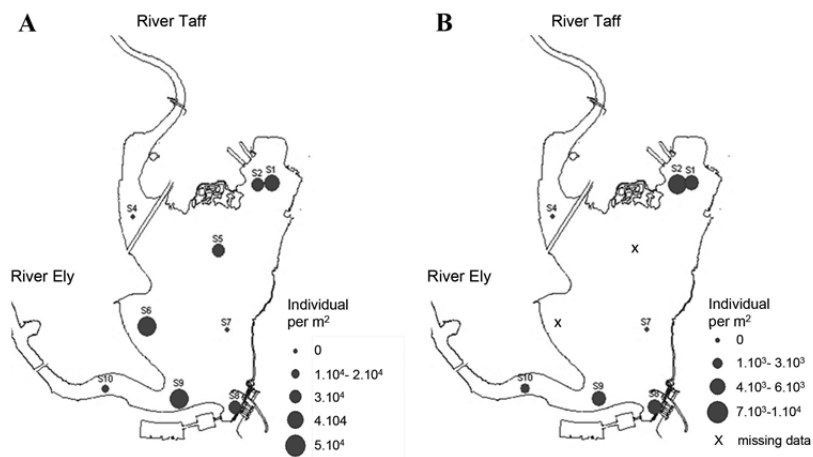 A
River Taff
S2
S1
S4
S5
River Ely
S6
S7
S10
S9
S8
Individual
per m²
0
1.10⁴- 2.10⁴
3.10⁴
4.104
5.10⁴
B
River Taff
S2
S1
S4
x
River Ely
x
S7
S10
S9
S8
Individual
per m²
0
1.10³- 3.10³
4.10³- 6.10³
7.10³-1.10⁴
x missing data